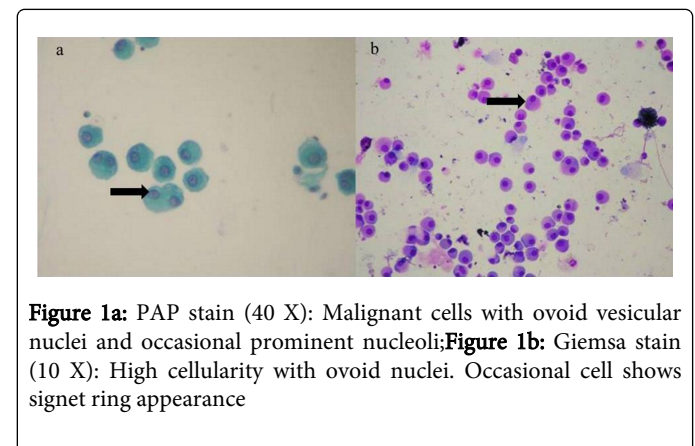 a
b
Figure 1a: PAP stain (40 X): Malignant cells with ovoid vesicular
nuclei and occasional prominent nucleoli;Figure 1b: Giemsa stain
(10 X): High cellularity with ovoid nuclei. Occasional cell shows
signet ring appearance